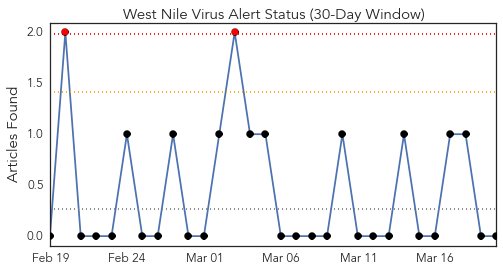 West Nile Virus Alert Status (30-Day Window)
Articles Found
2.0
1.5
1.0
0.5
0.0
Feb 19 Feb 24 Mar 01 Mar 06 Mar 11 Mar 16